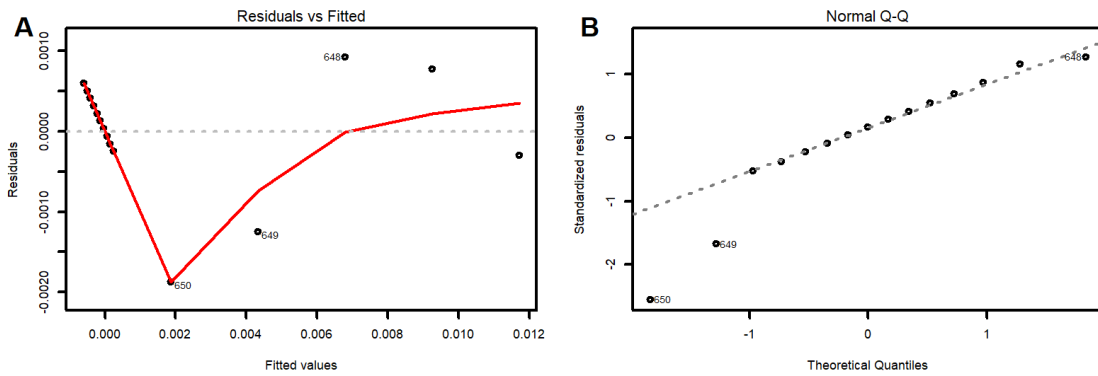 A
Residuals vs Fitted
Residuals
0.0010
0.0000
-0.0010
-0.0020
648
649
650
0.000 0.002 0.004 0.006 0.008 0.010 0.012
Fitted values
B
Normal Q-Q
Standardized residuals
1
0
-1
-2
648
649
650
-1 0 1
Theoretical Quantiles